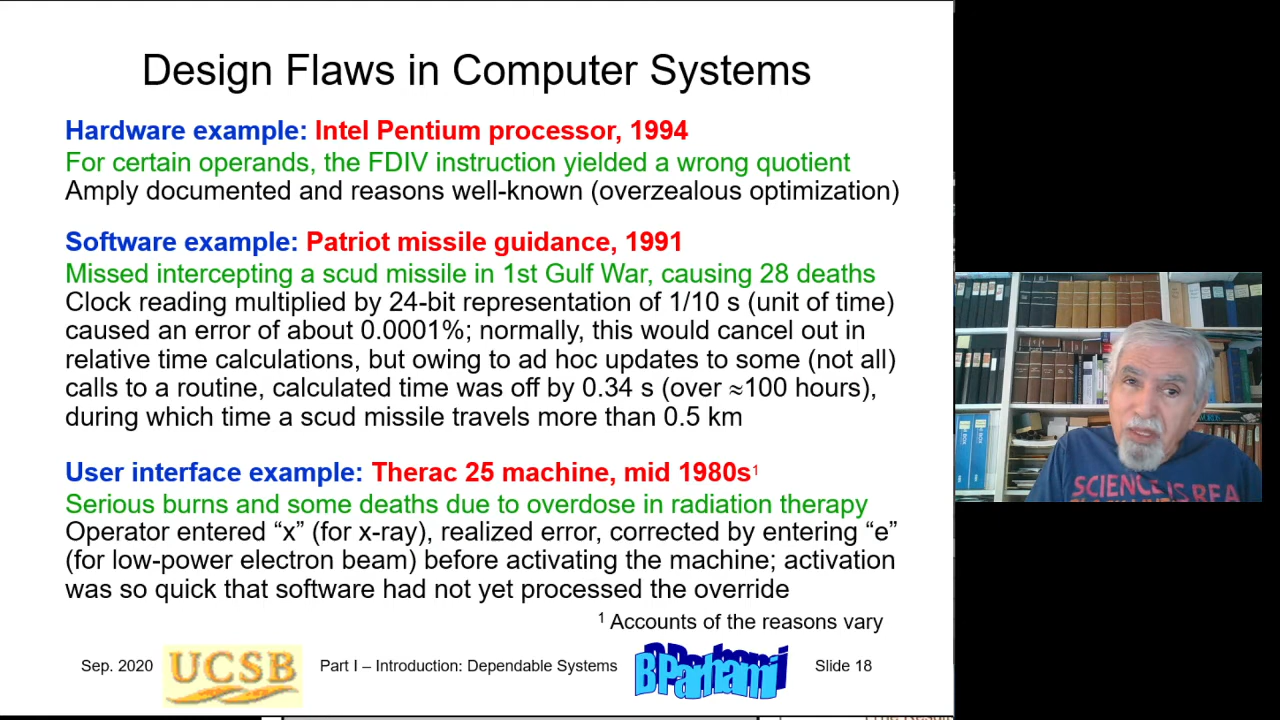 Design Flaws in Computer Systems
Hardware example: Intel Pentium processor, 1994
For certain operands, the FDIV instruction yielded a wrong quotient
Amply documented and reasons well-known (overzealous optimization)
Software example: Patriot missile guidance, 1991
Missed intercepting a scud missile in 1st Gulf War, causing 28 deaths
Clock reading multiplied by 24-bit representation of 1/10 s (unit of time)
caused an error of about 0.0001%; normally, this would cancel out in
relative time calculations, but owing to ad hoc updates to some (not all)
calls to a routine, calculated time was off by 0.34 s (over ≈100 hours),
during which time a scud missile travels more than 0.5 km
User interface example: Therac 25 machine, mid 1980s¹
Serious burns and some deaths due to overdose in radiation therapy
Operator entered “x” (for x-ray), realized error, corrected by entering “e”
(for low-power electron beam) before activating the machine; activation
was so quick that software had not yet processed the override
¹ Accounts of the reasons vary
Sep. 2020 UCSB Part I – Introduction: Dependable Systems B Parhami Slide 18
SCIENCE IS REA